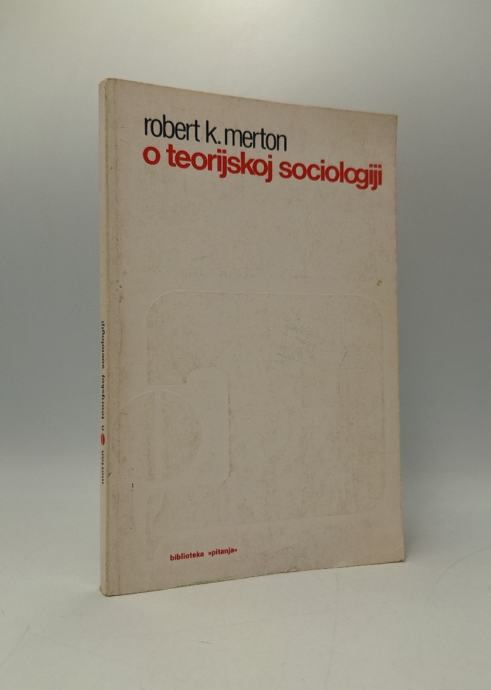 robert k. merton
o teorijskoj sociologiji
biblioteka »pitanja«
merton o teorijskoj sociologiji